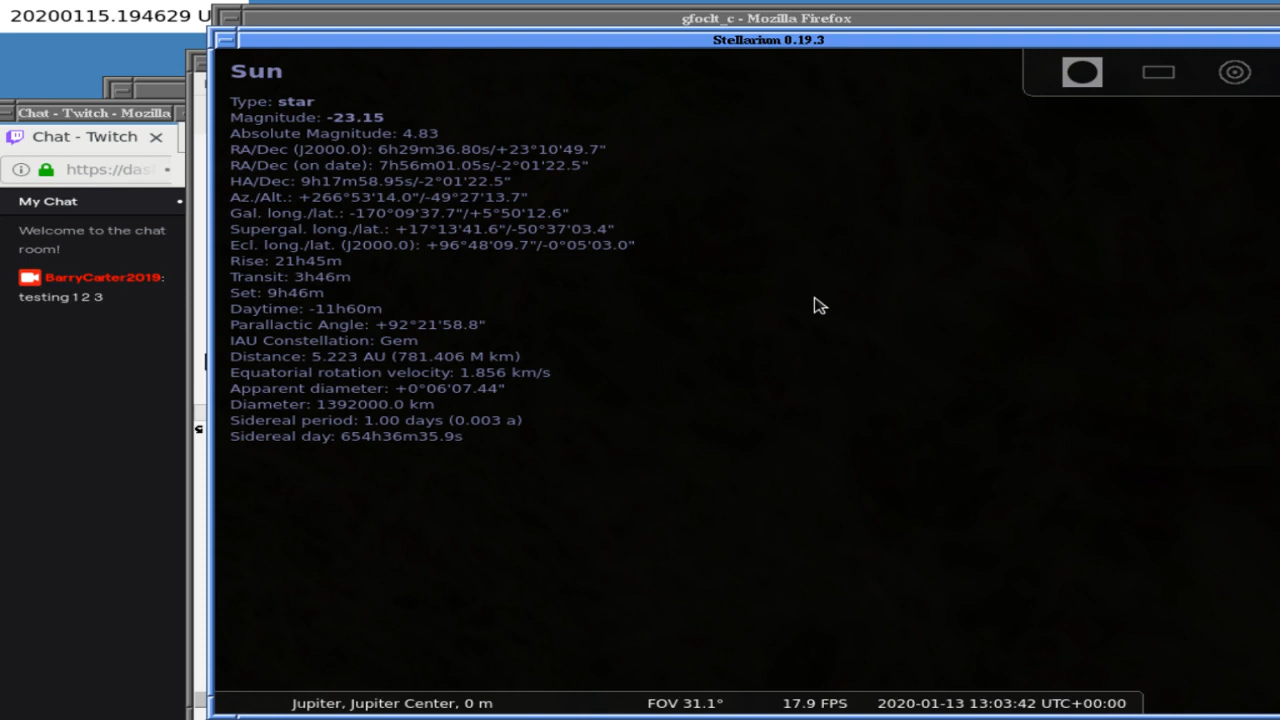 20200115.194629 U
gfoclt_c - Mozilla Firefox
Stellarium 0.19.3
Chat - Twitch - Mozilla
Chat - Twitch
https://das
My Chat
Welcome to the chat
room!
BarryCarter2019:
testing 1 2 3
Sun
Type: star
Magnitude: -23.15
Absolute Magnitude: 4.83
RA/Dec (J2000.0): 6h29m36.80s/+23°10'49.7"
RA/Dec (on date): 7h56m01.05s/-2°01'22.5"
HA/Dec: 9h17m58.95s/-2°01'22.5"
Az./Alt.: +266°53'14.0"/-49°27'13.7"
Gal. long./lat.: -170°09'37.7"/+5°50'12.6"
Supergal. long./lat.: +17°13'41.6"/-50°37'03.4"
Ecl. long./lat. (J2000.0): +96°48'09.7"/-0°05'03.0"
Rise: 21h45m
Transit: 3h46m
Set: 9h46m
Daytime: -11h60m
Parallactic Angle: +92°21'58.8"
IAU Constellation: Gem
Distance: 5.223 AU (781.406 M km)
Equatorial rotation velocity: 1.856 km/s
Apparent diameter: +0°06'07.44"
Diameter: 1392000.0 km
Sidereal period: 1.00 days (0.003 a)
Sidereal day: 654h36m35.9s
Jupiter, Jupiter Center, 0 m
FOV 31.1°
17.9 FPS
2020-01-13 13:03:42 UTC+00:00